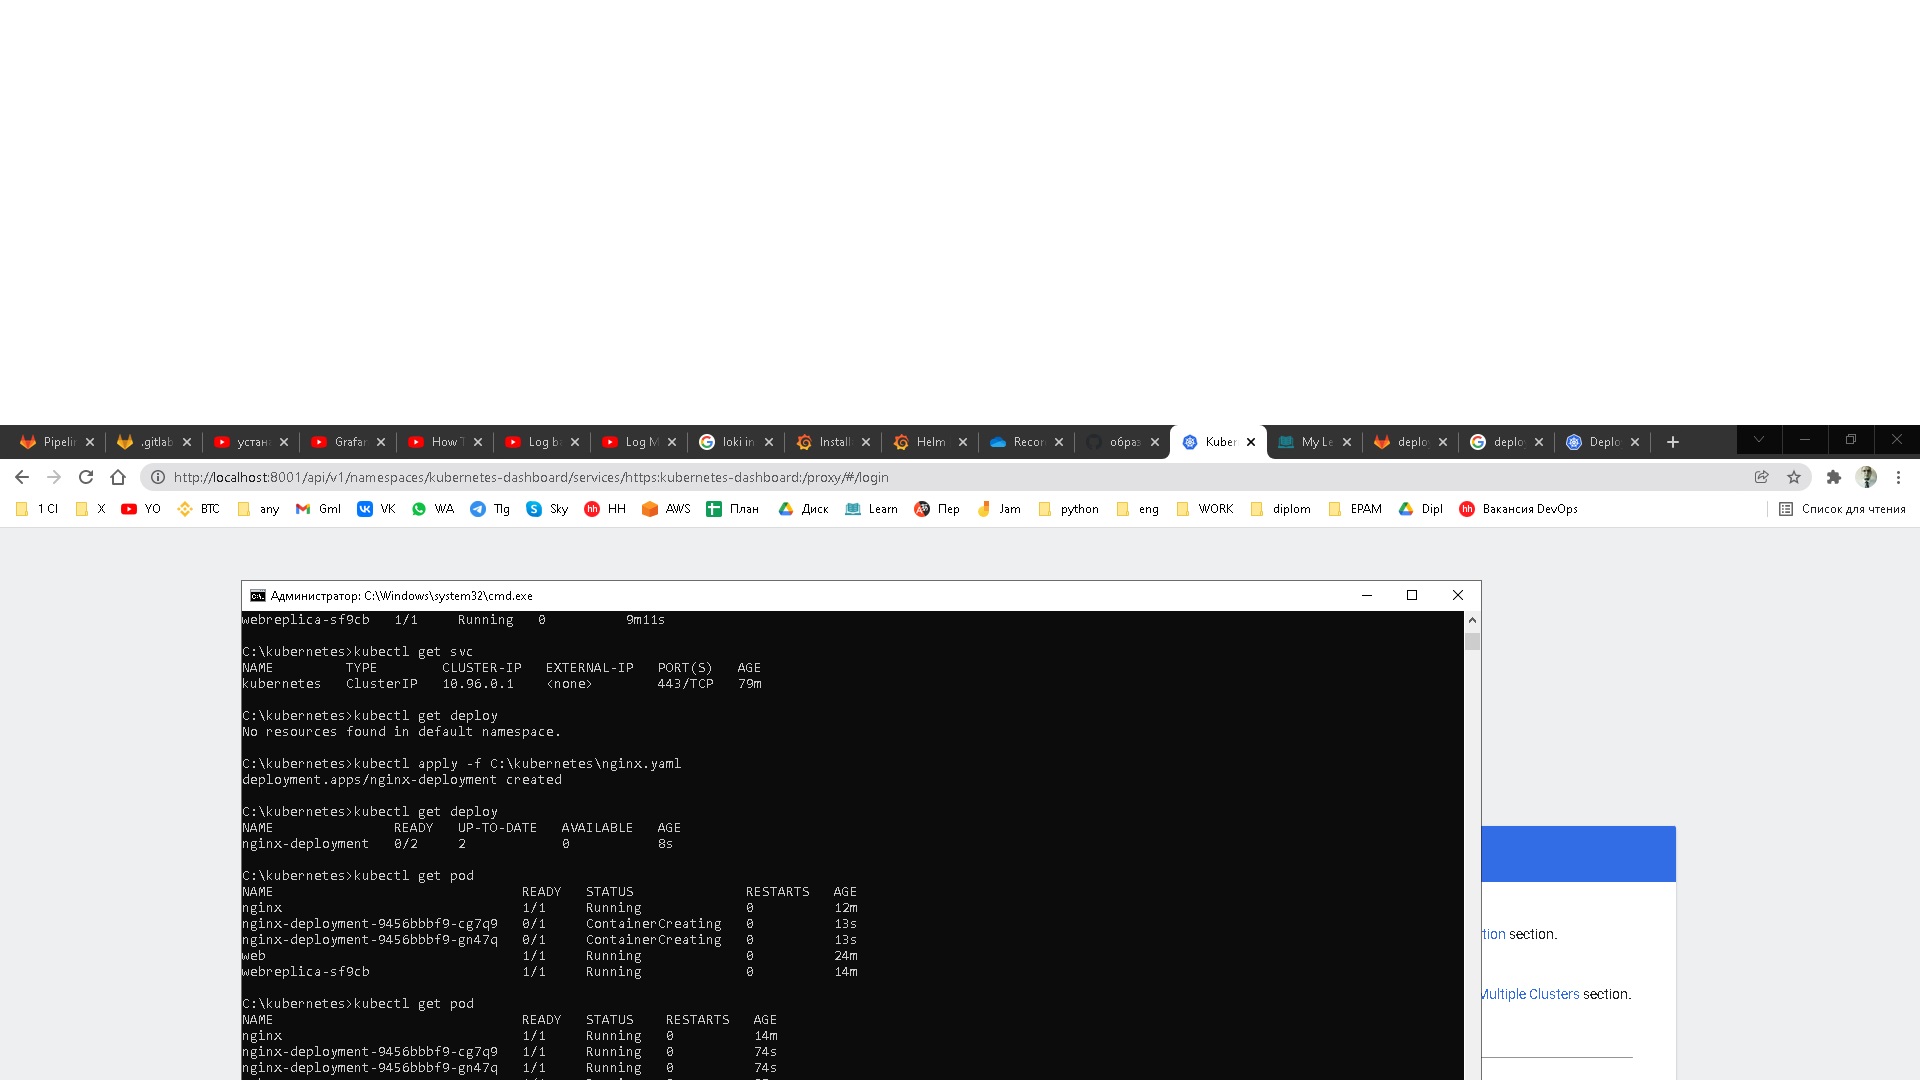 Pipelin .gitlab устан Grafan How T Log ba Log M loki in Install Helm Record образ Kuber My Le deploy deploy Deplo
http://localhost:8001/api/v1/namespaces/kubernetes-dashboard/services/https:kubernetes-dashboard:/proxy/#/login
1 CI X YO BTC any Gml VK WA Tlg Sky HH AWS План Диск Learn Пер Jam python eng WORK diplom EPAM Dipl Вакансия DevOps Список для чтения
Администратор: C:\Windows\system32\cmd.exe
webreplica-sf9cb 1/1 Running 0 9m11s
C:\kubernetes>kubectl get svc
NAME TYPE CLUSTER-IP EXTERNAL-IP PORT(S) AGE
kubernetes ClusterIP 10.96.0.1 <none> 443/TCP 79m
C:\kubernetes>kubectl get deploy
No resources found in default namespace.
C:\kubernetes>kubectl apply -f C:\kubernetes\nginx.yaml
deployment.apps/nginx-deployment created
C:\kubernetes>kubectl get deploy
NAME READY UP-TO-DATE AVAILABLE AGE
nginx-deployment 0/2 2 0 8s
C:\kubernetes>kubectl get pod
NAME READY STATUS RESTARTS AGE
nginx 1/1 Running 0 12m
nginx-deployment-9456bbbf9-cg7q9 0/1 ContainerCreating 0 13s
nginx-deployment-9456bbbf9-gn47q 0/1 ContainerCreating 0 13s
web 1/1 Running 0 24m
webreplica-sf9cb 1/1 Running 0 14m
C:\kubernetes>kubectl get pod
NAME READY STATUS RESTARTS AGE
nginx 1/1 Running 0 14m
nginx-deployment-9456bbbf9-cg7q9 1/1 Running 0 74s
nginx-deployment-9456bbbf9-gn47q 1/1 Running 0 74s
tion section.
Multiple Clusters section.